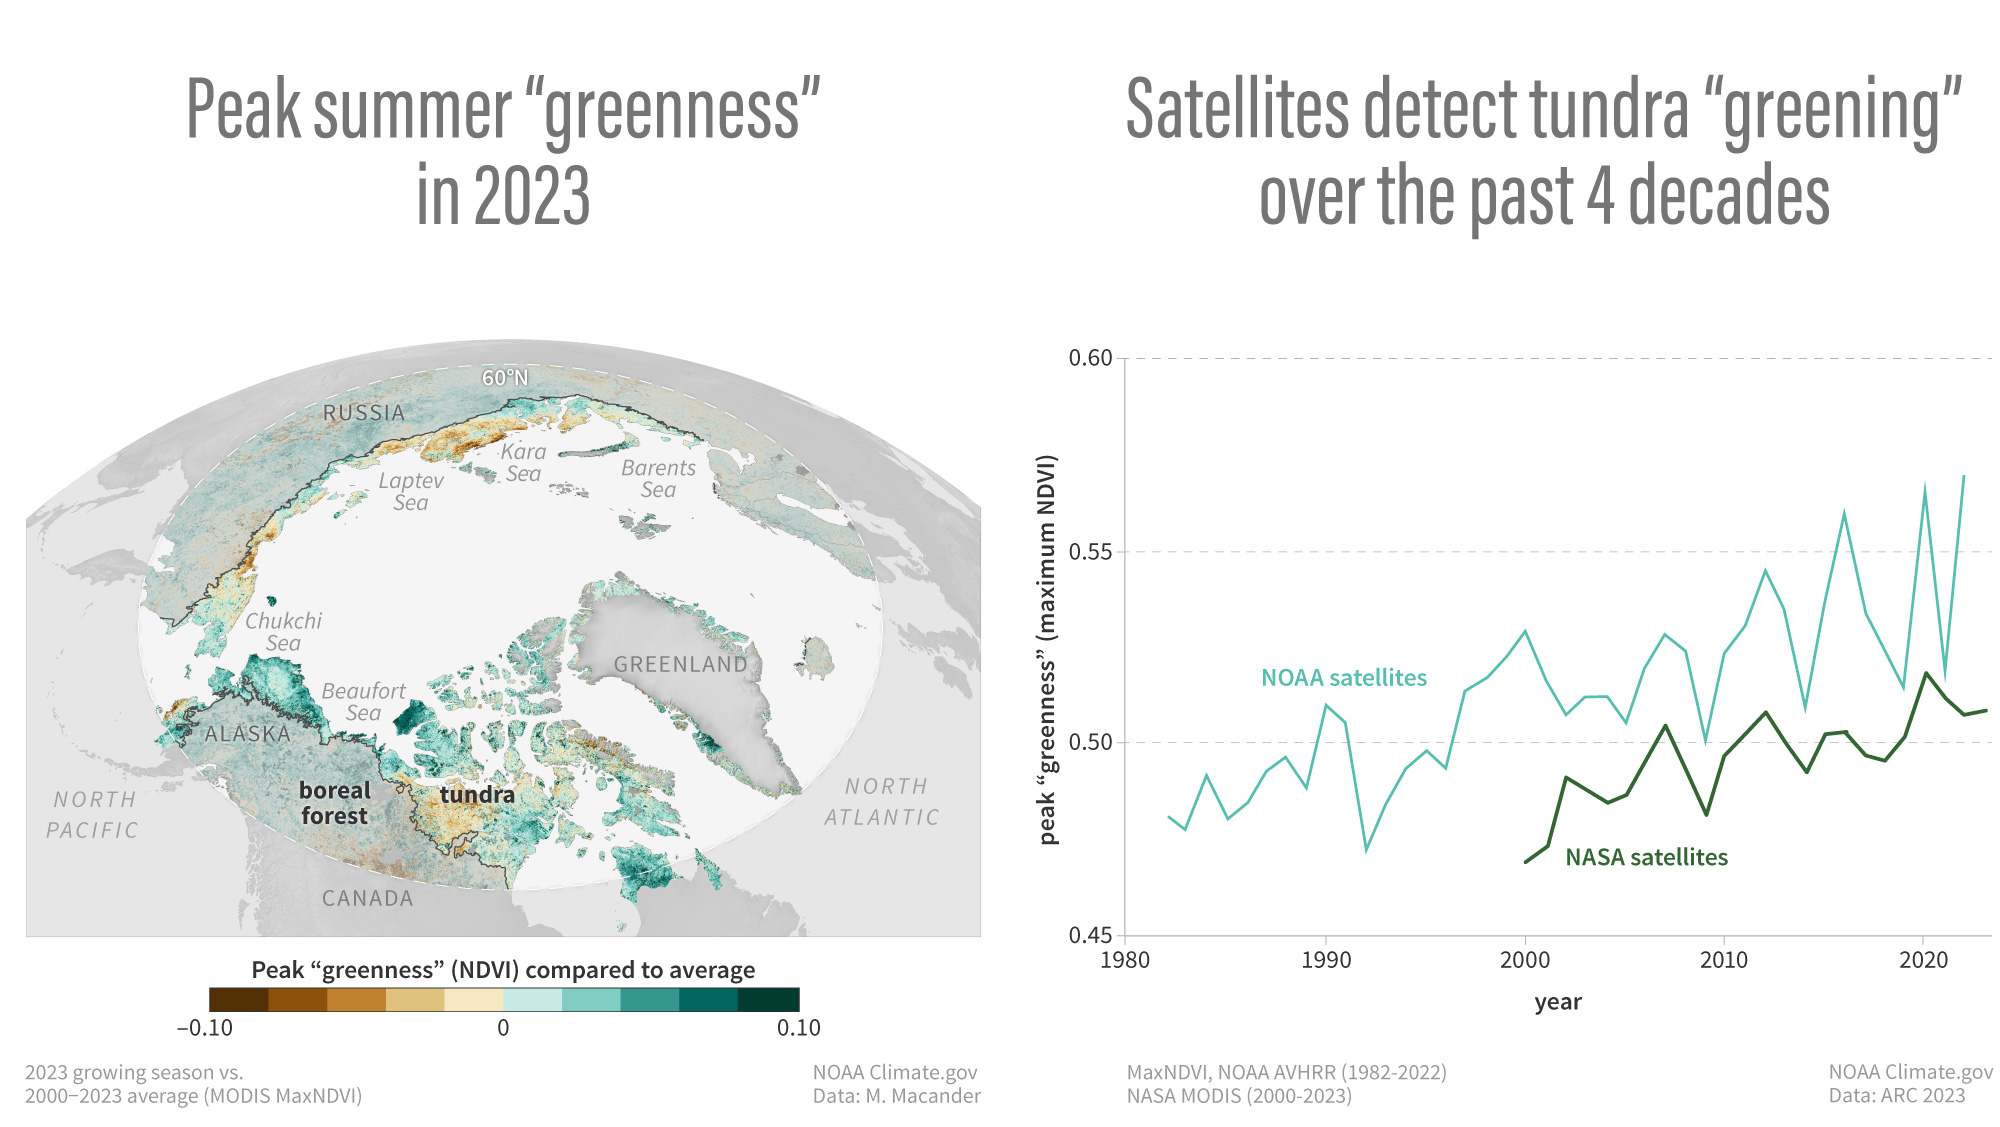 Peak summer “greenness”
in 2023
60°N
RUSSIA
Kara
Sea
Barents
Sea
Laptev
Sea
Chukchi
Sea
GREENLAND
Beaufort
Sea
ALASKA
boreal
forest
tundra
NORTH
PACIFIC
NORTH
ATLANTIC
CANADA
Peak “greenness” (NDVI) compared to average
–0.10 0 0.10
2023 growing season vs.
2000–2023 average (MODIS MaxNDVI)
NOAA Climate.gov
Data: M. Macander
Satellites detect tundra “greening”
over the past 4 decades
peak “greenness” (maximum NDVI)
0.60
0.55
0.50
0.45
NOAA satellites
NASA satellites
1980 1990 2000 2010 2020
year
MaxNDVI, NOAA AVHRR (1982-2022)
NASA MODIS (2000-2023)
NOAA Climate.gov
Data: ARC 2023